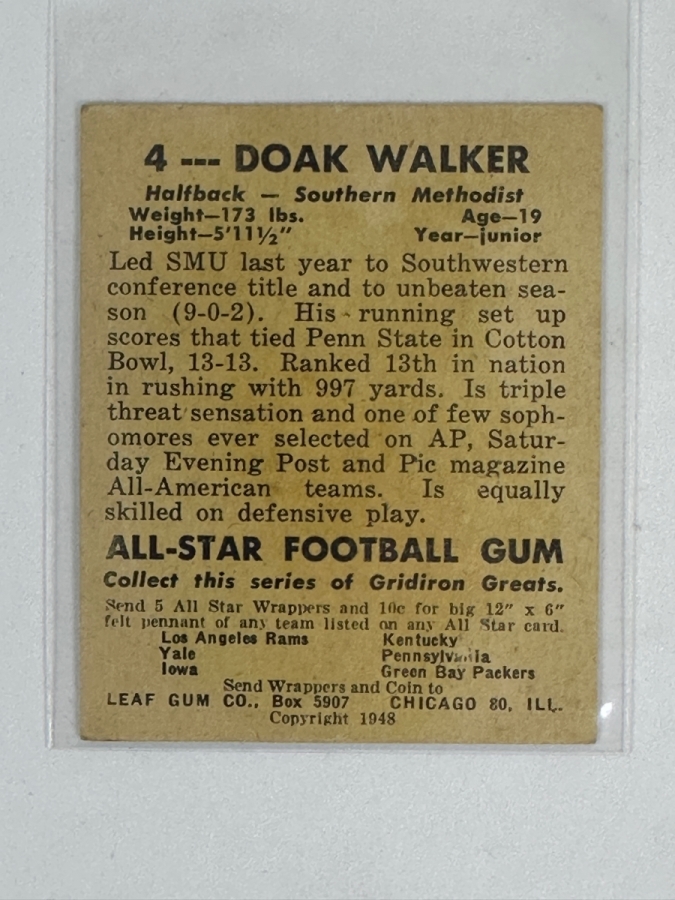 4 --- DOAK WALKER
Halfback — Southern Methodist
Weight—173 lbs. Age—19
Height—5'11½" Year—junior
Led SMU last year to Southwestern
conference title and to unbeaten sea-
son (9-0-2). His running set up
scores that tied Penn State in Cotton
Bowl, 13-13. Ranked 13th in nation
in rushing with 997 yards. Is triple
threat sensation and one of few soph-
omores ever selected on AP, Satur-
day Evening Post and Pic magazine
All-American teams. Is equally
skilled on defensive play.
ALL-STAR FOOTBALL GUM
Collect this series of Gridiron Greats.
Send 5 All Star Wrappers and 10c for big 12" x 6"
felt pennant of any team listed on any All Star card.
Los Angeles Rams Kentucky
Yale Pennsylvania
Iowa Green Bay Packers
Send Wrappers and Coin to
LEAF GUM CO., Box 5907 CHICAGO 80, ILL.
Copyright 1948